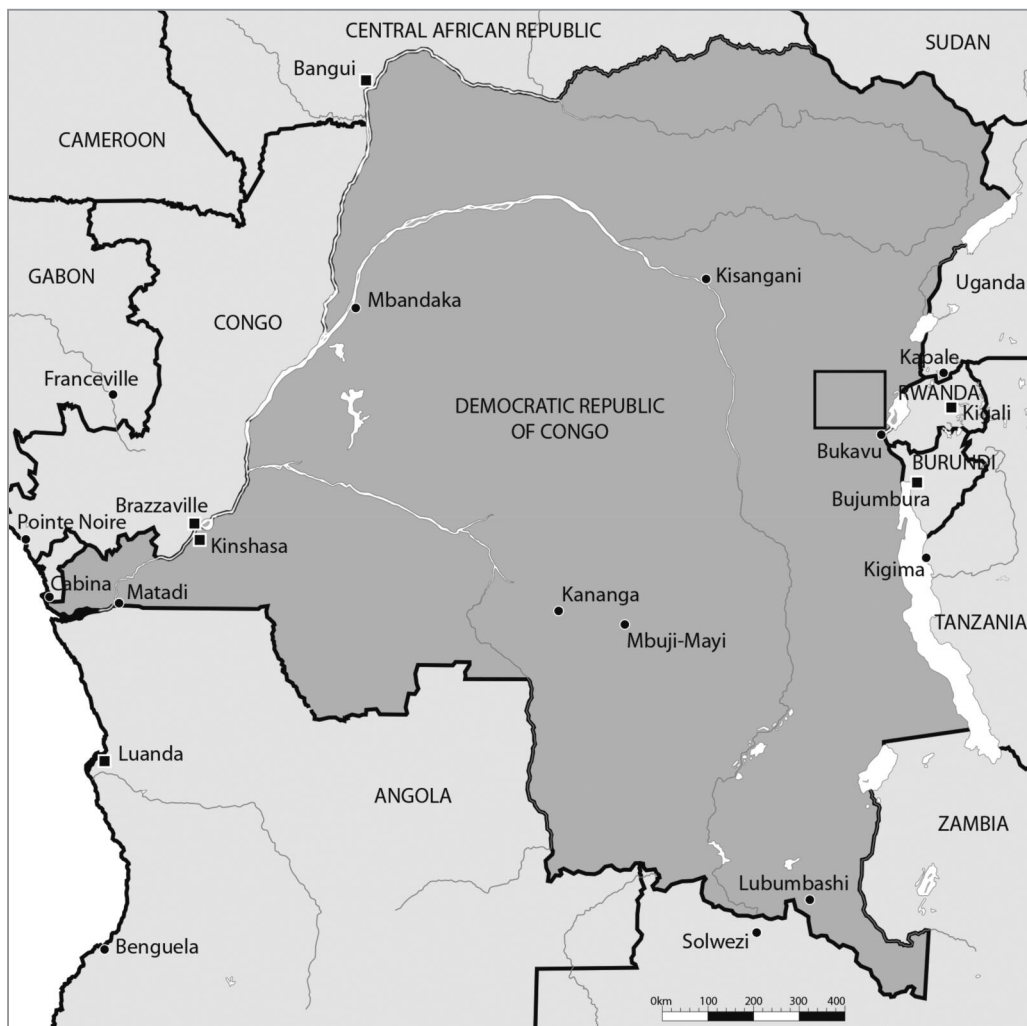 CENTRAL AFRICAN REPUBLIC
SUDAN
Bangui
CAMEROON
GABON
CONGO
Mbandaka
Kisangani
Uganda
Franceville
Kapale
RWANDA
Kigali
DEMOCRATIC REPUBLIC
OF CONGO
Bukavu
BURUNDI
Bujumbura
Brazzaville
Pointe Noire
Kinshasa
Kigima
Cabina
Matadi
Kananga
Mbuji-Mayi
TANZANIA
Luanda
ANGOLA
ZAMBIA
Lubumbashi
Solwezi
Benguela
0km 100 200 300 400